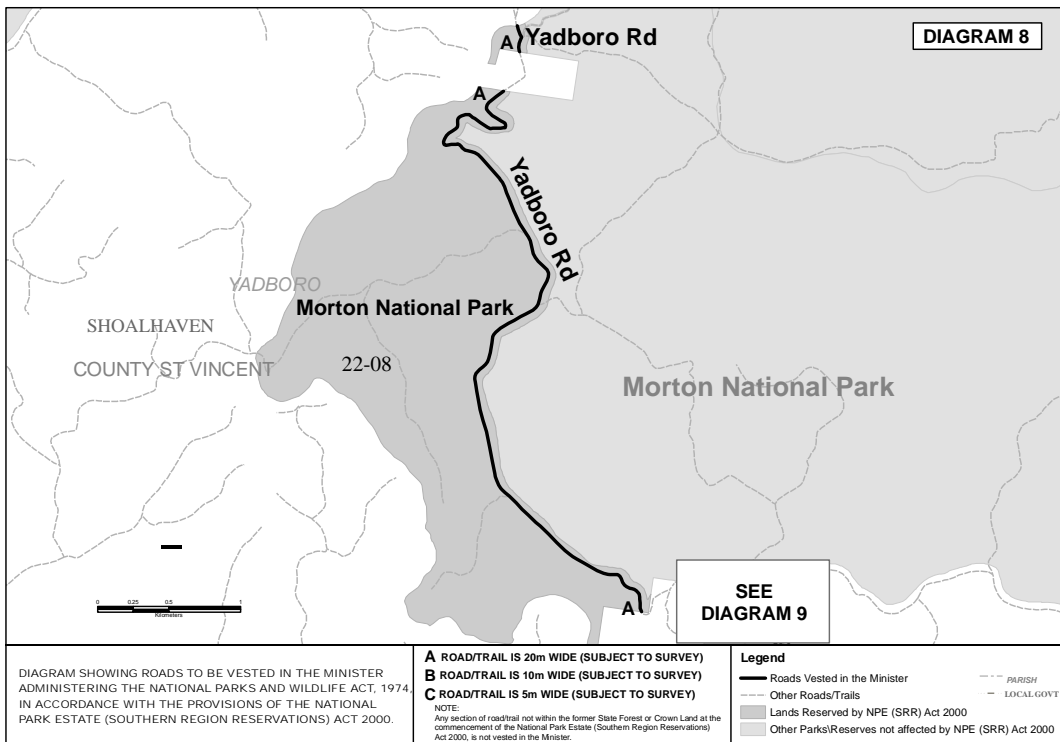 A
Yadboro Rd
DIAGRAM 8
A
Yadboro Rd
YADBORO
Morton National Park
SHOALHAVEN
COUNTY ST VINCENT
22-08
Morton National Park
A
SEE
DIAGRAM 9
0 0.25 0.5 1
Kilometers
DIAGRAM SHOWING ROADS TO BE VESTED IN THE MINISTER
ADMINISTERING THE NATIONAL PARKS AND WILDLIFE ACT, 1974,
IN ACCORDANCE WITH THE PROVISIONS OF THE NATIONAL
PARK ESTATE (SOUTHERN REGION RESERVATIONS) ACT 2000.
A ROAD/TRAIL IS 20m WIDE (SUBJECT TO SURVEY)
B ROAD/TRAIL IS 10m WIDE (SUBJECT TO SURVEY)
C ROAD/TRAIL IS 5m WIDE (SUBJECT TO SURVEY)
NOTE:
Any section of road/trail not within the former State Forest or Crown Land at the
commencement of the National Park Estate (Southern Region Reservations)
Act 2000, is not vested in the Minister.
Legend
Roads Vested in the Minister
Other Roads/Trails
Lands Reserved by NPE (SRR) Act 2000
Other Parks\Reserves not affected by NPE (SRR) Act 2000
PARISH
LOCAL GOVT